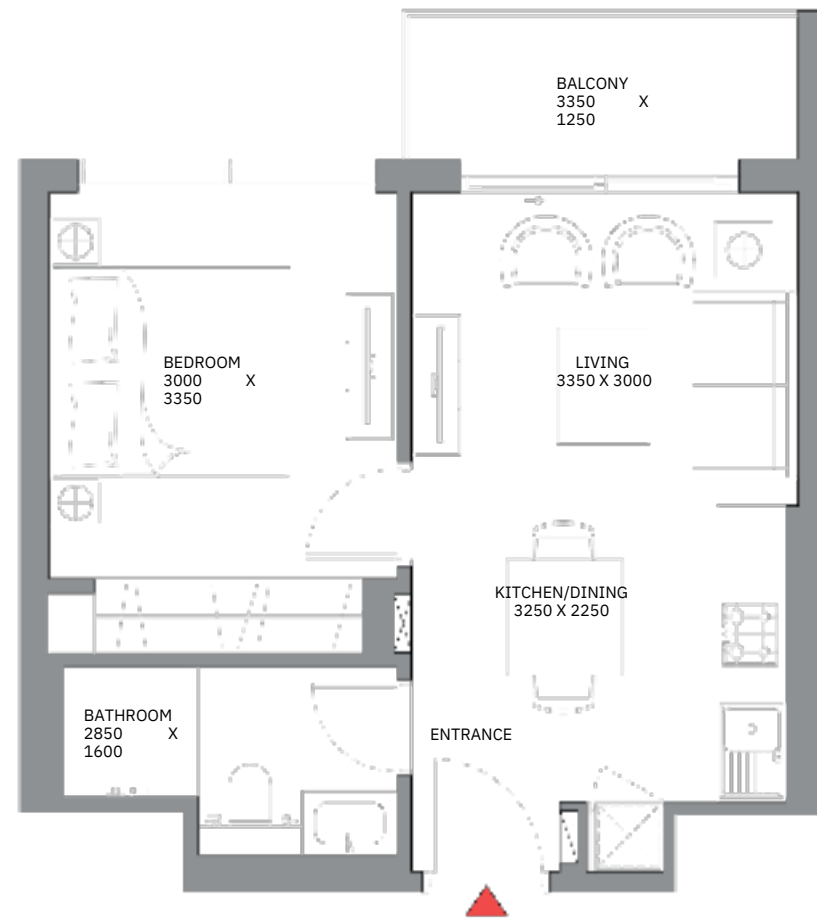 BALCONY
3350 X
1250
BEDROOM
3000 X
3350
LIVING
3350 X 3000
KITCHEN/DINING
3250 X 2250
BATHROOM
2850 X
1600
ENTRANCE